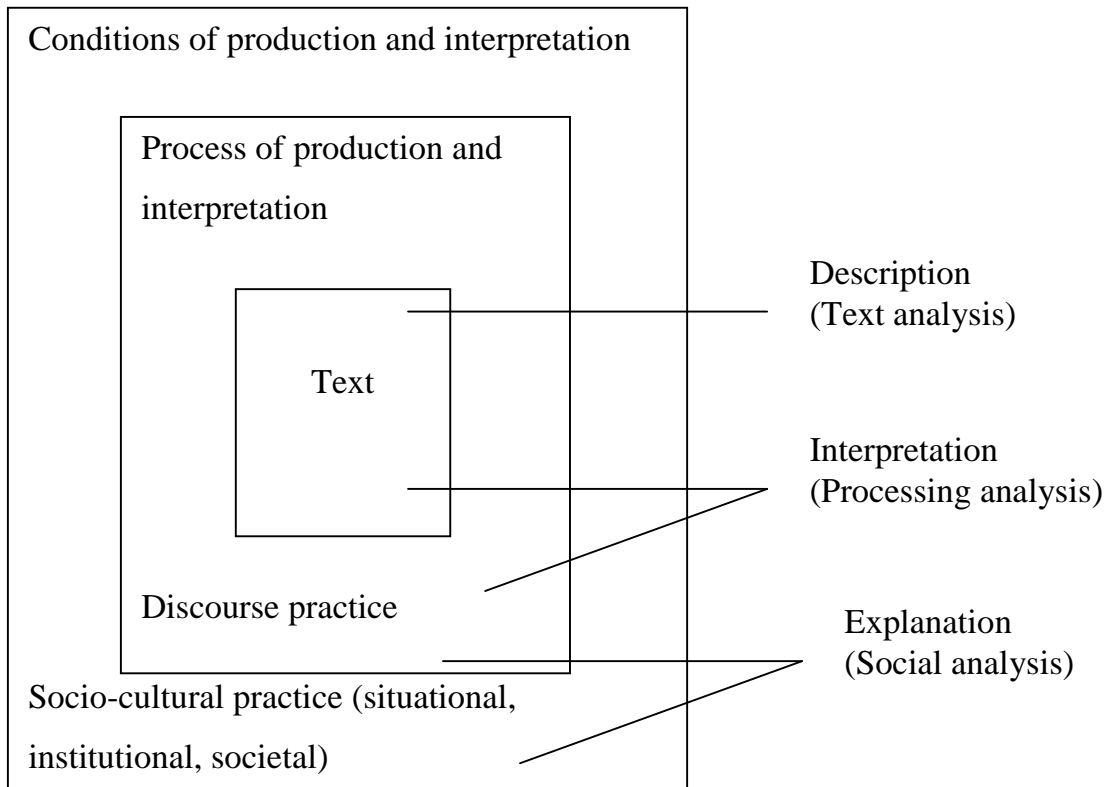 Conditions of production and interpretation
Process of production and
interpretation
Text
Description
(Text analysis)
Interpretation
(Processing analysis)
Discourse practice
Explanation
(Social analysis)
Socio-cultural practice (situational,
institutional, societal)